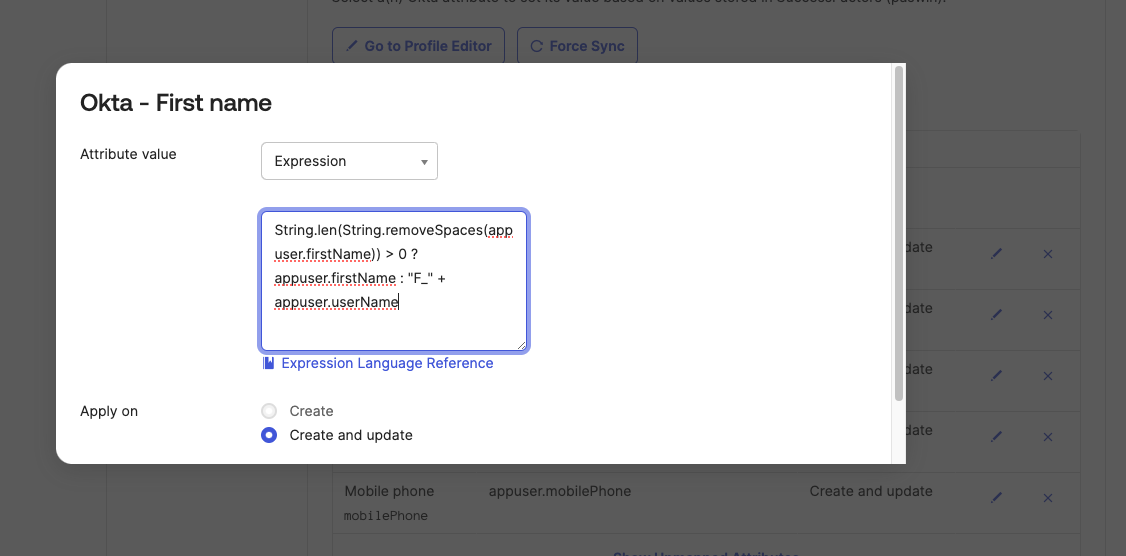 Go to Profile Editor
Force Sync
Okta - First name
Attribute value
Expression
String.len(String.removeSpaces(app
user.firstName)) > 0 ?
appuser.firstName : "F_" +
appuser.userName
Expression Language Reference
Apply on
Create
Create and update
date
date
date
date
Mobile phone
appuser.mobilePhone
Create and update
mobilePhone